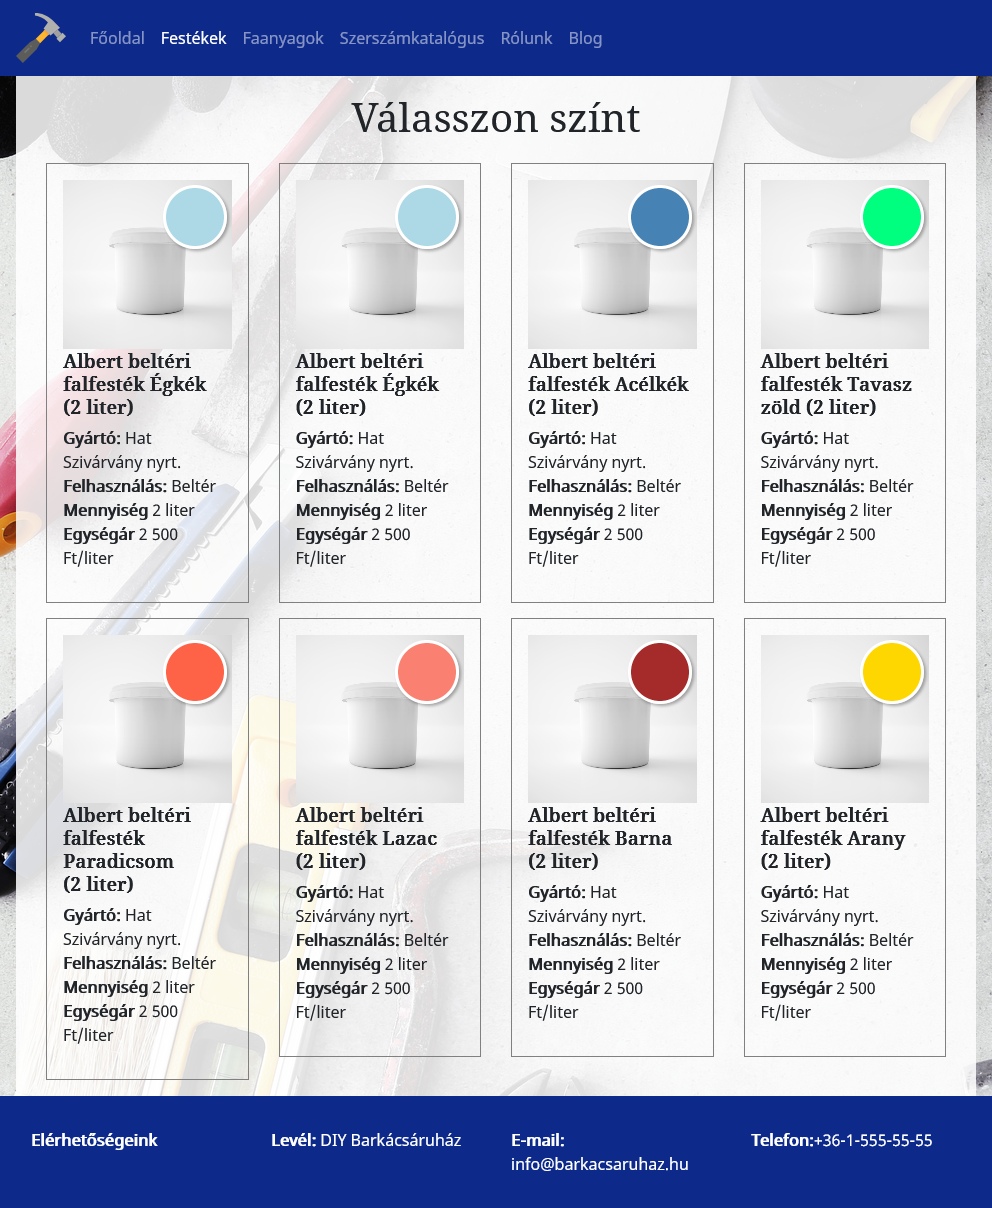 Főoldal Festékek Faanyagok Szerszámkatalógus Rólunk Blog
Válasszon színt
Albert beltéri
falfesték Égkék
(2 liter)
Gyártó: Hat
Szivárvány nyrt.
Felhasználás: Beltér
Mennyiség 2 liter
Egységár 2 500
Ft/liter
Albert beltéri
falfesték Égkék
(2 liter)
Gyártó: Hat
Szivárvány nyrt.
Felhasználás: Beltér
Mennyiség 2 liter
Egységár 2 500
Ft/liter
Albert beltéri
falfesték Acélkék
(2 liter)
Gyártó: Hat
Szivárvány nyrt.
Felhasználás: Beltér
Mennyiség 2 liter
Egységár 2 500
Ft/liter
Albert beltéri
falfesték Tavasz
zöld (2 liter)
Gyártó: Hat
Szivárvány nyrt.
Felhasználás: Beltér
Mennyiség 2 liter
Egységár 2 500
Ft/liter
Albert beltéri
falfesték
Paradicsom
(2 liter)
Gyártó: Hat
Szivárvány nyrt.
Felhasználás: Beltér
Mennyiség 2 liter
Egységár 2 500
Ft/liter
Albert beltéri
falfesték Lazac
(2 liter)
Gyártó: Hat
Szivárvány nyrt.
Felhasználás: Beltér
Mennyiség 2 liter
Egységár 2 500
Ft/liter
Albert beltéri
falfesték Barna
(2 liter)
Gyártó: Hat
Szivárvány nyrt.
Felhasználás: Beltér
Mennyiség 2 liter
Egységár 2 500
Ft/liter
Albert beltéri
falfesték Arany
(2 liter)
Gyártó: Hat
Szivárvány nyrt.
Felhasználás: Beltér
Mennyiség 2 liter
Egységár 2 500
Ft/liter
Elérhetőségeink
Levél: DIY Barkácsáruház
E-mail:
info@barkacsaruhaz.hu
Telefon:+36-1-555-55-55